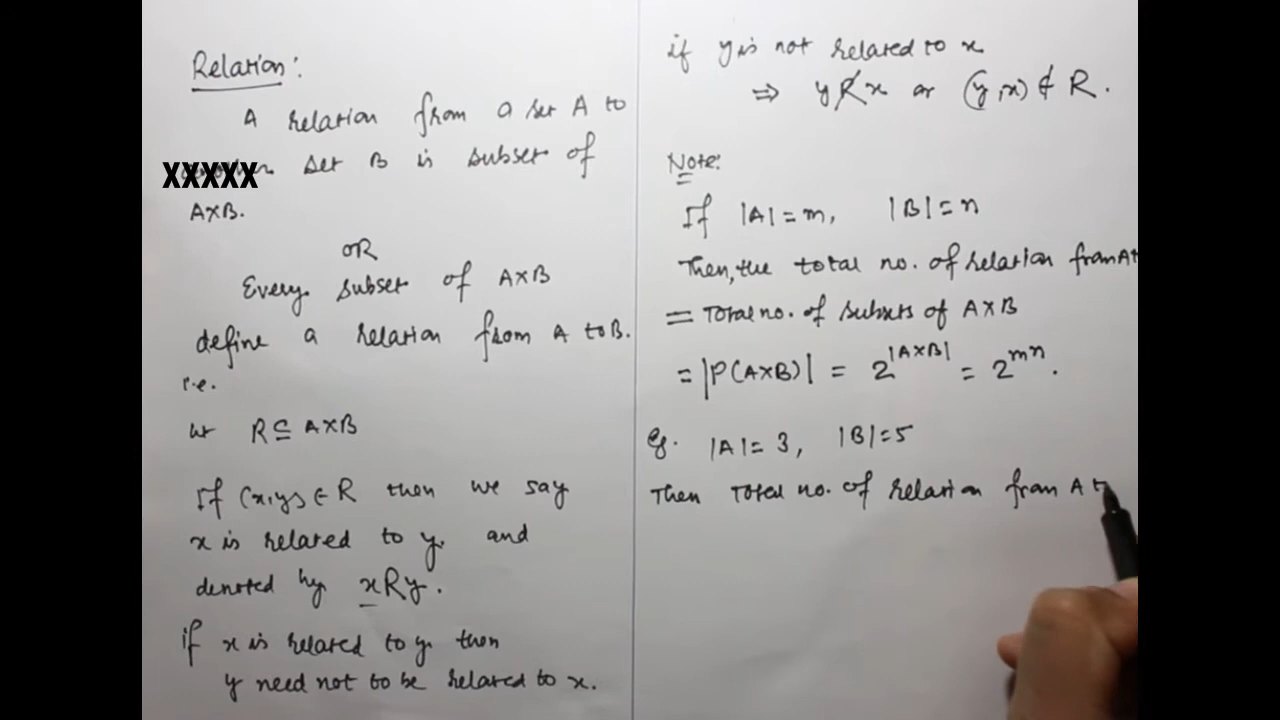 Relation:
A relation from a set A to
XXXXX set B is subset of
A×B.
OR
Every subset of A×B
define a relation from A to B.
i.e.
let R ⊆ A×B
If (x,y) ∈ R then we say
x is related to y and
denoted by xRy.
if x is related to y then
y need not to be related to x.
if y is not related to x
⇒ y R̸ x or (y,x) ∉ R.
Note:
If |A| = m, |B| = n
Then, the total no. of relation from A t
= Total no. of subsets of A×B
= |P(A×B)| = 2^|A×B| = 2^mn.
Eg. |A| = 3, |B| = 5
Then Total no. of relation from A t